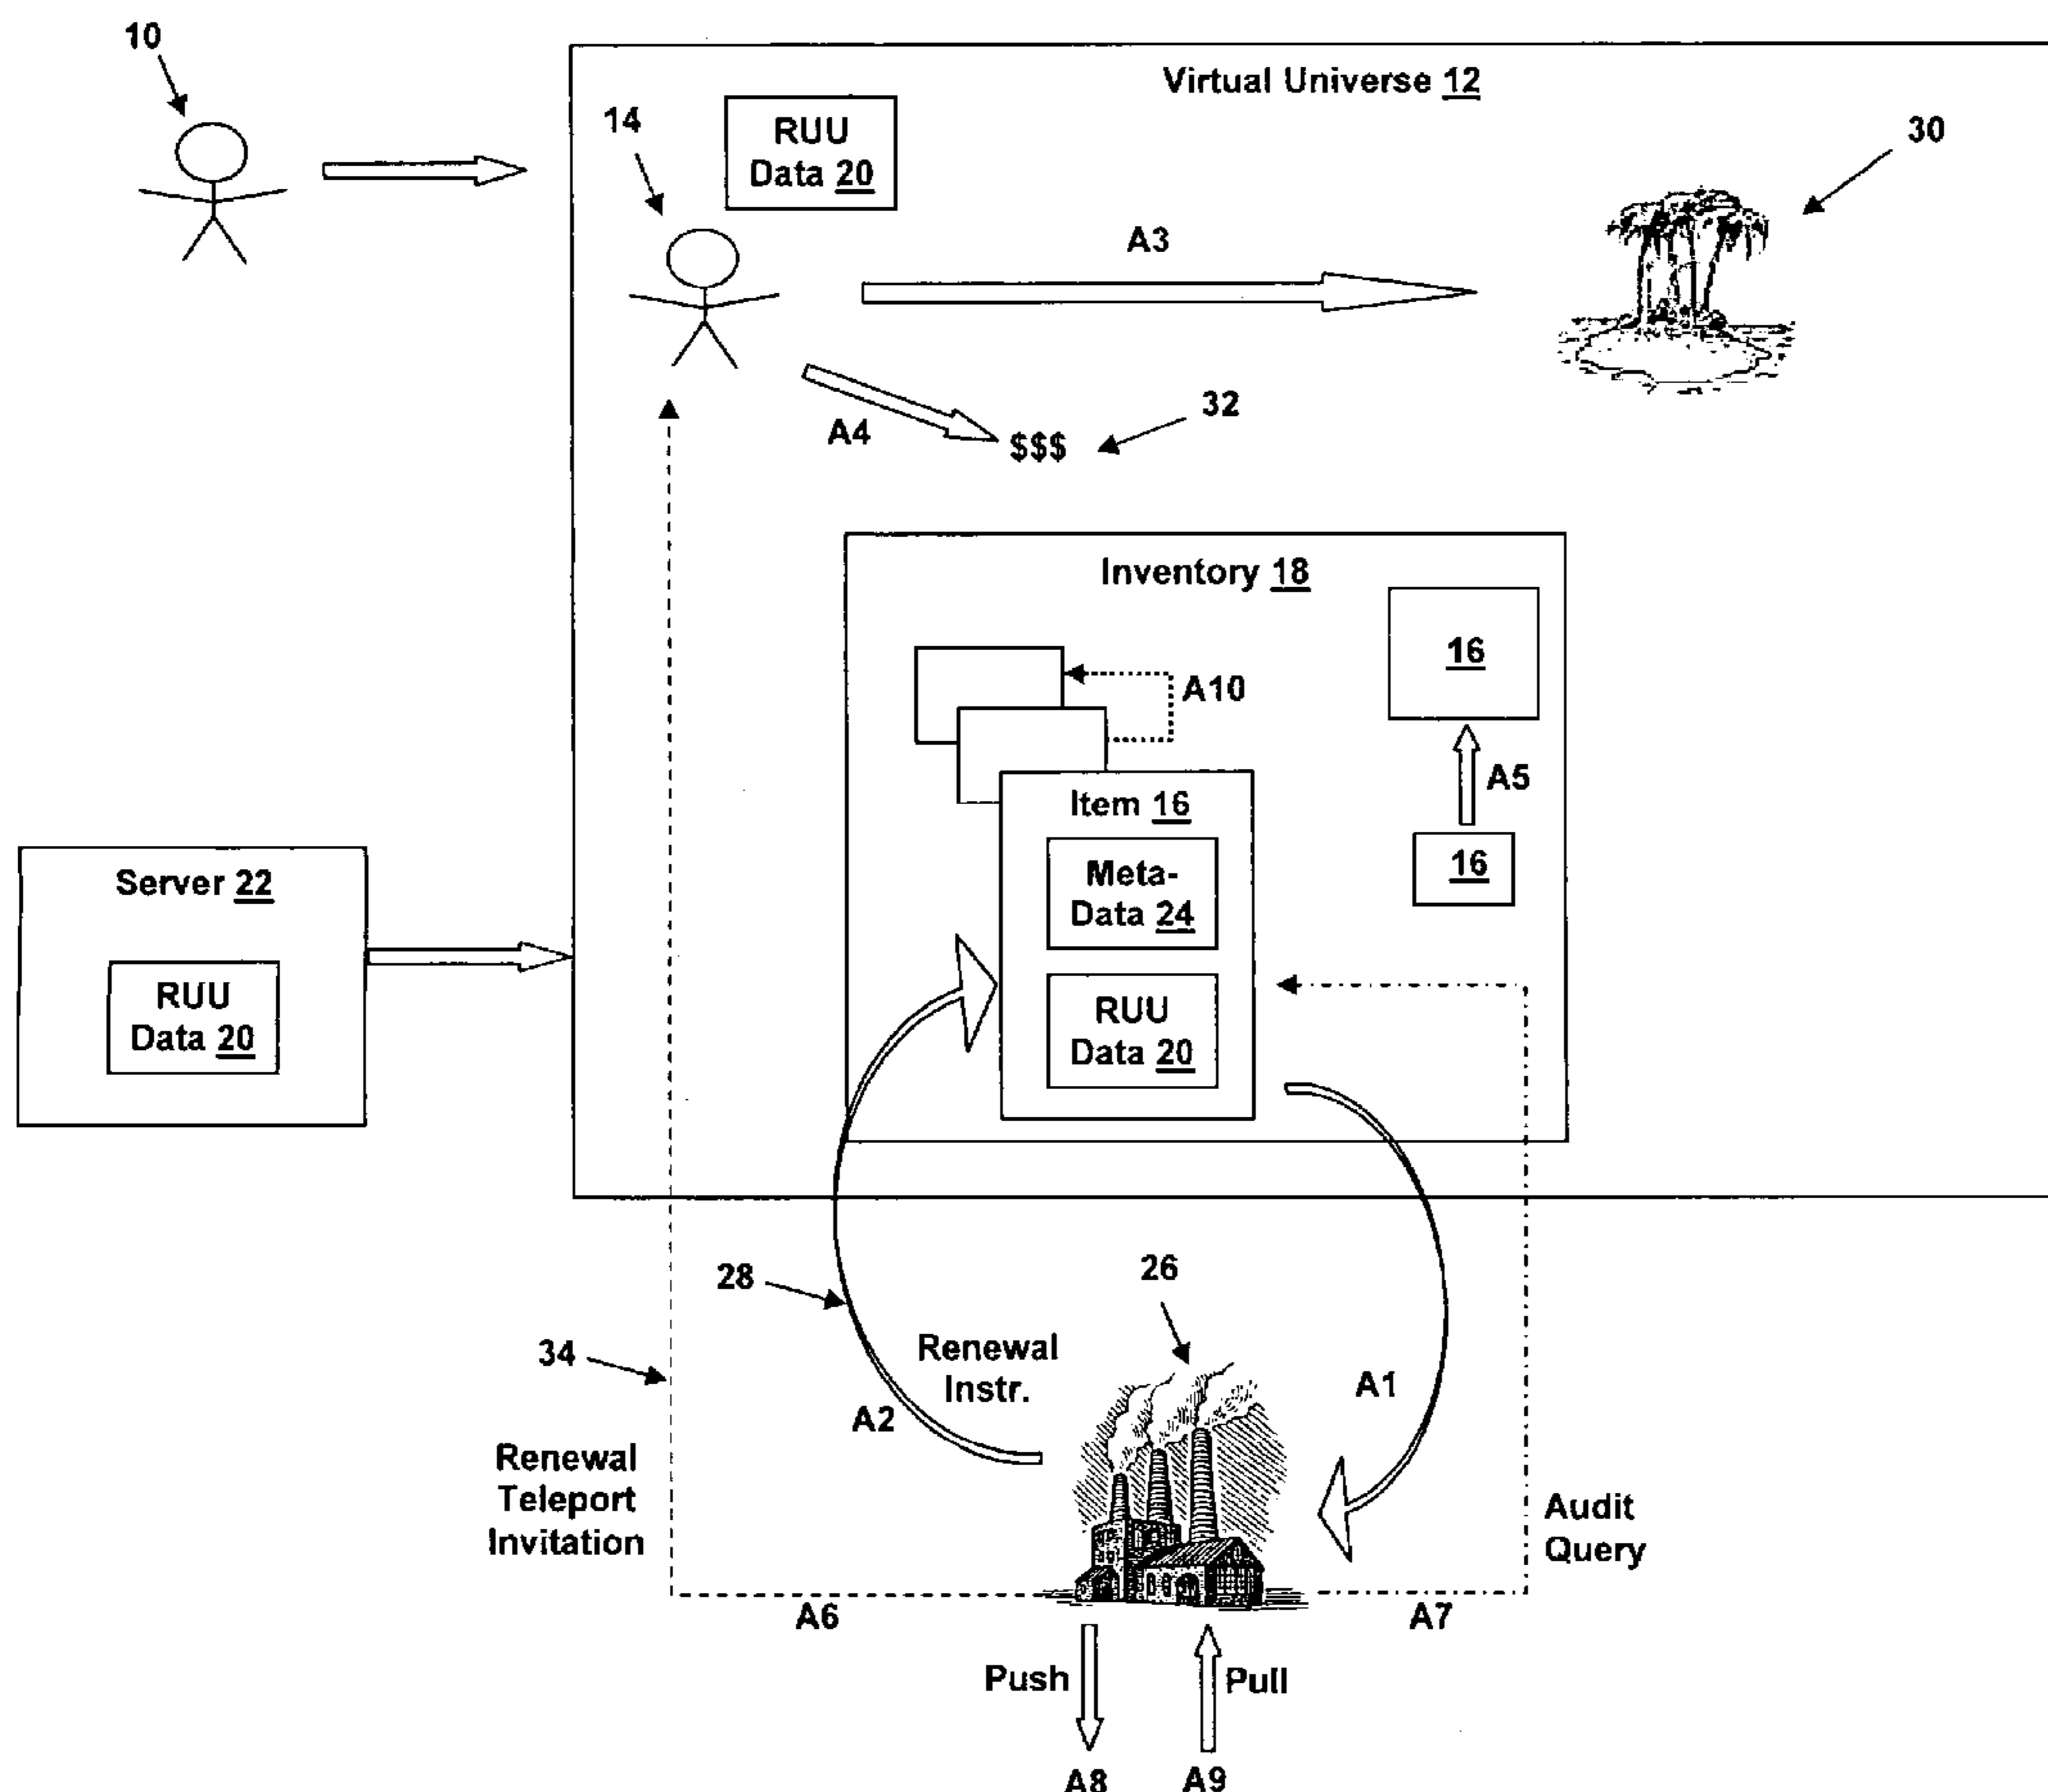 10
Virtual Universe 12
14
RUU
Data 20
30
A3
32
A4
$$$
Inventory 18
16
A10
A5
Item 16
16
Meta-
Data 24
Server 22
RUU
Data 20
RUU
Data 20
28
26
34
Renewal
Instr.
A1
A2
Renewal
Teleport
Invitation
Audit
Query
A6
A7
Push
Pull
A8
A9